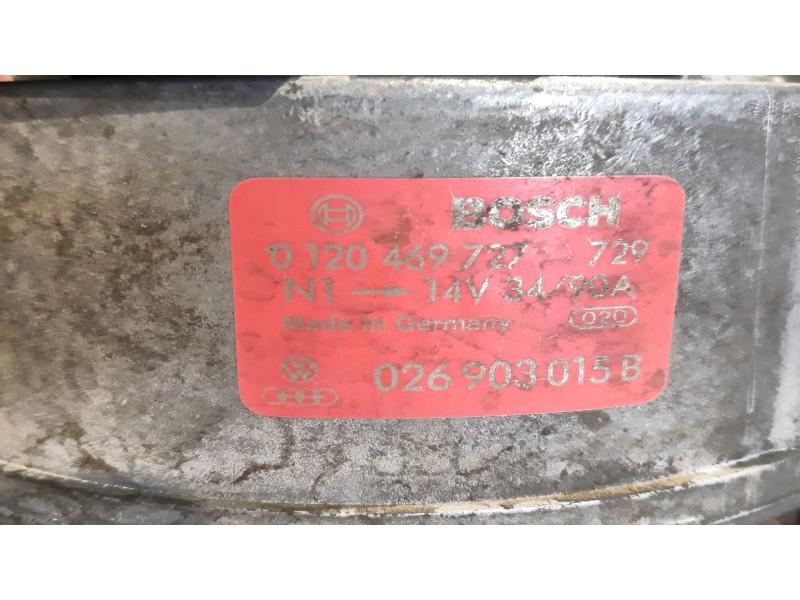 BOSCH
0 120 469 727 729
N1 → 14V 34/90A
Made in Germany 020
026 903 015 B